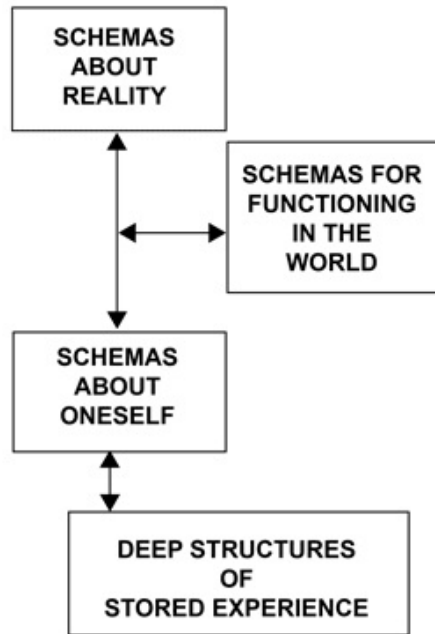 SCHEMAS
ABOUT
REALITY
SCHEMAS FOR
FUNCTIONING
IN THE
WORLD
SCHEMAS
ABOUT
ONESELF
DEEP STRUCTURES
OF
STORED EXPERIENCE